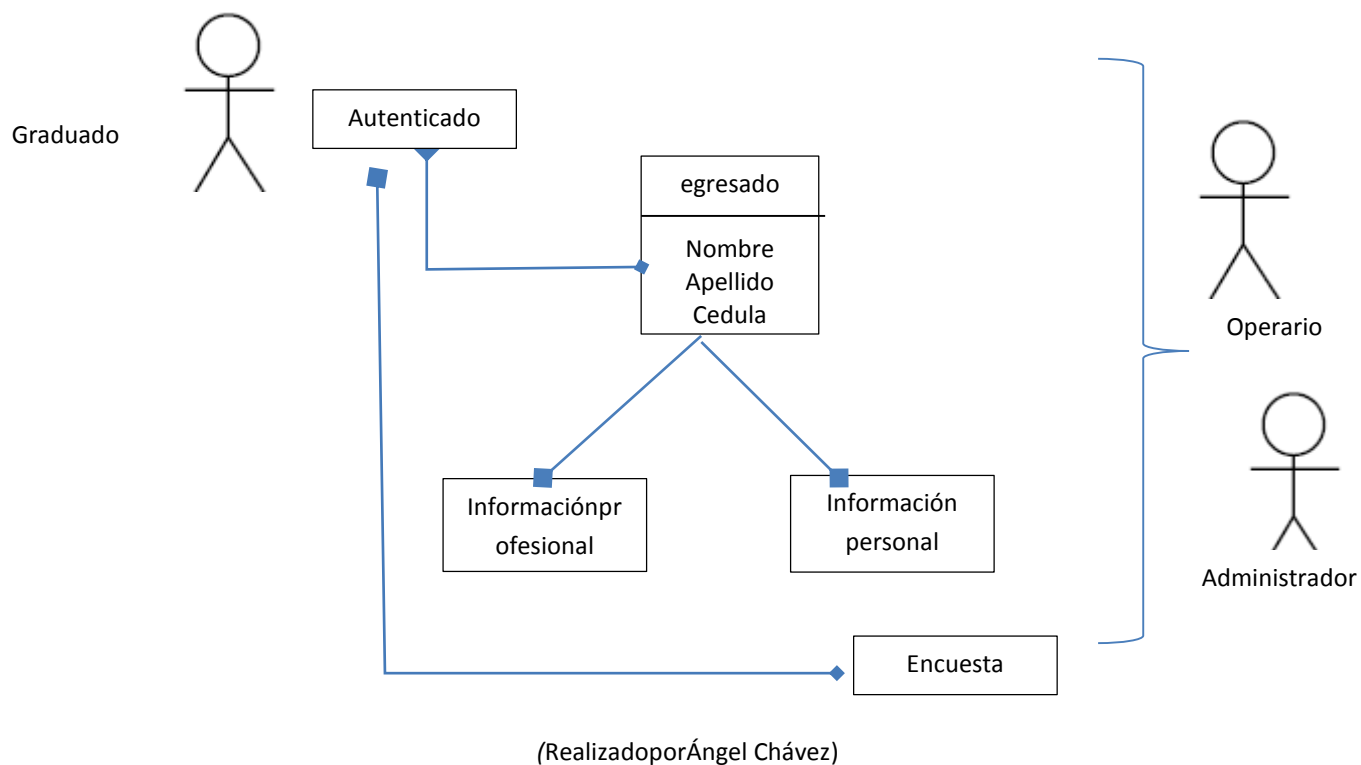 Graduado
Autenticado
egresado
Nombre
Apellido
Cedula
Operario
Informaciónpr
ofesional
Información
personal
Administrador
Encuesta
(RealizadoporÁngel Chávez)